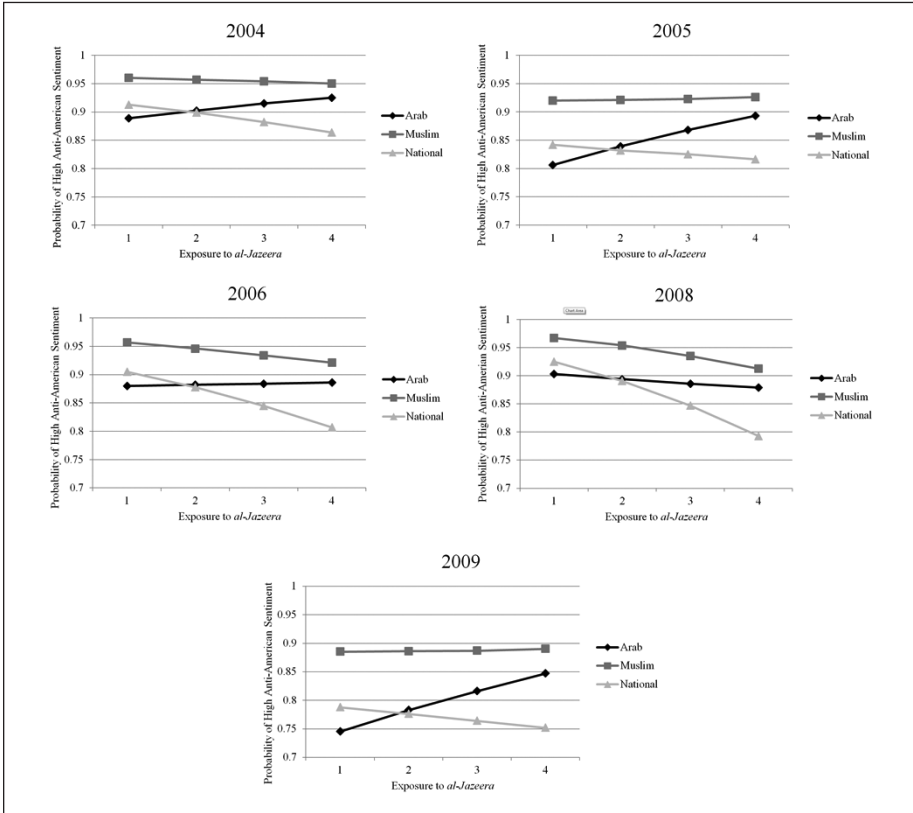 2004
Probability of High Anti-American Sentiment
1
0.95
0.9
0.85
0.8
0.75
0.7
1 2 3 4
Exposure to al-Jazeera
Arab
Muslim
National
2005
Probability of High Anti-American Sentiment
1
0.95
0.9
0.85
0.8
0.75
0.7
1 2 3 4
Exposure to al-Jazeera
Arab
Muslim
National
2006
Probability of High Anti-American Sentiment
1
0.95
0.9
0.85
0.8
0.75
0.7
1 2 3 4
Exposure to al-Jazeera
Arab
Muslim
National
2008
Chart Area
Probability of High Anti-Amerian Sentiment
1
0.95
0.9
0.85
0.8
0.75
0.7
1 2 3 4
Exposure to al-Jazeera
Arab
Muslim
National
2009
Probability of High Anti-American Sentiment
1
0.95
0.9
0.85
0.8
0.75
0.7
1 2 3 4
Exposure to al-Jazeera
Arab
Muslim
National